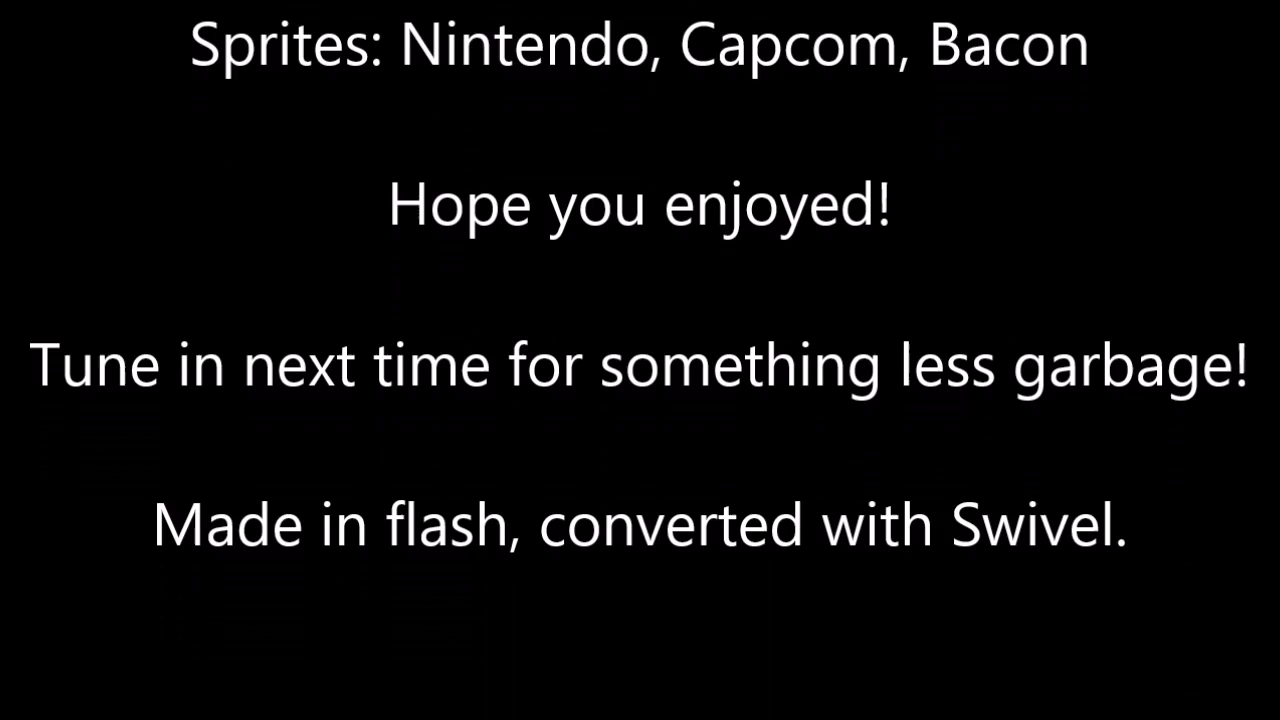 Sprites: Nintendo, Capcom, Bacon
Hope you enjoyed!
Tune in next time for something less garbage!
Made in flash, converted with Swivel.